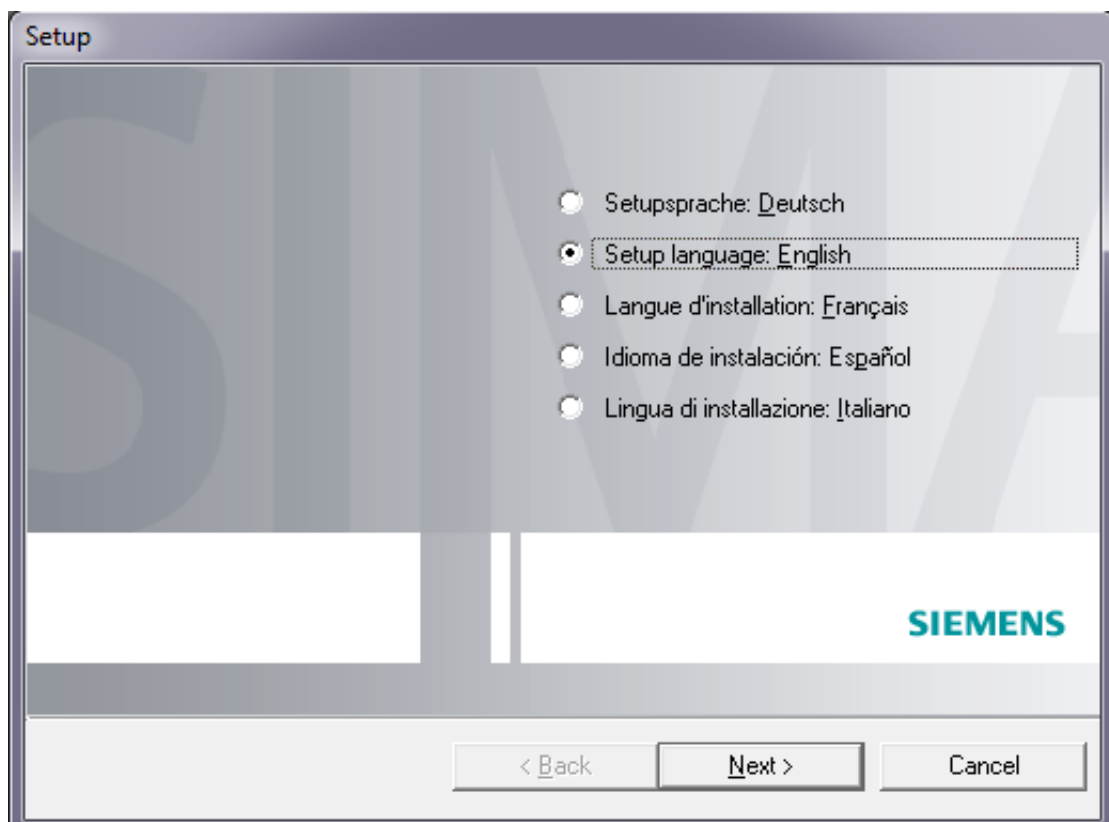 Setup
SIMA
Setupsprache: Deutsch
Setup language: English
Langue d'installation: Français
Idioma de instalación: Español
Lingua di installazione: Italiano
SIEMENS
< Back
Next >
Cancel